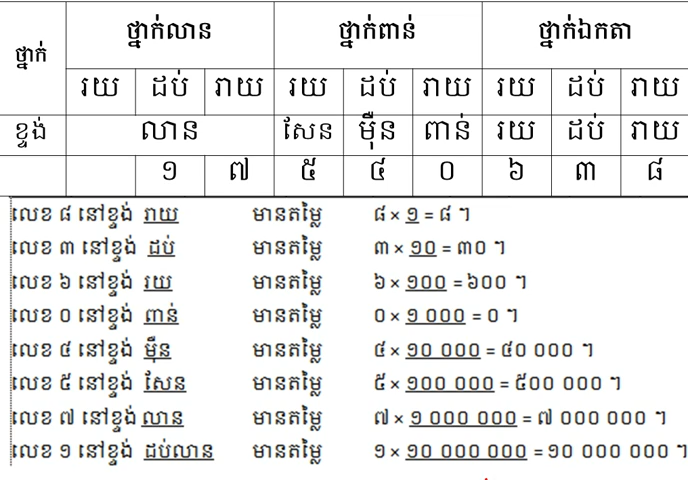 ថ្នាក់ ថ្នាក់លាន ថ្នាក់ពាន់ ថ្នាក់ឯកតា
រយ ដប់ រាយ រយ ដប់ រាយ រយ ដប់ រាយ
ខ្ទង់ លាន សែន ម៉ឺន ពាន់ រយ ដប់ រាយ
១ ៧ ៥ ៤ ០ ៦ ៣ ៨
លេខ ៨ នៅខ្ទង់ រាយ មានតម្លៃ ៨ × ១ = ៨ ។
លេខ ៣ នៅខ្ទង់ ដប់ មានតម្លៃ ៣ × ១០ = ៣០ ។
លេខ ៦ នៅខ្ទង់ រយ មានតម្លៃ ៦ × ១០០ = ៦០០ ។
លេខ ០ នៅខ្ទង់ ពាន់ មានតម្លៃ ០ × ១ ០០០ = ០ ។
លេខ ៤ នៅខ្ទង់ ម៉ឺន មានតម្លៃ ៤ × ១០ ០០០ = ៤០ ០០០ ។
លេខ ៥ នៅខ្ទង់ សែន មានតម្លៃ ៥ × ១០០ ០០០ = ៥០០ ០០០ ។
លេខ ៧ នៅខ្ទង់ លាន មានតម្លៃ ៧ × ១ ០០០ ០០០ = ៧ ០០០ ០០០ ។
លេខ ១ នៅខ្ទង់ ដប់លាន មានតម្លៃ ១ × ១០ ០០០ ០០០ = ១០ ០០០ ០០០ ។